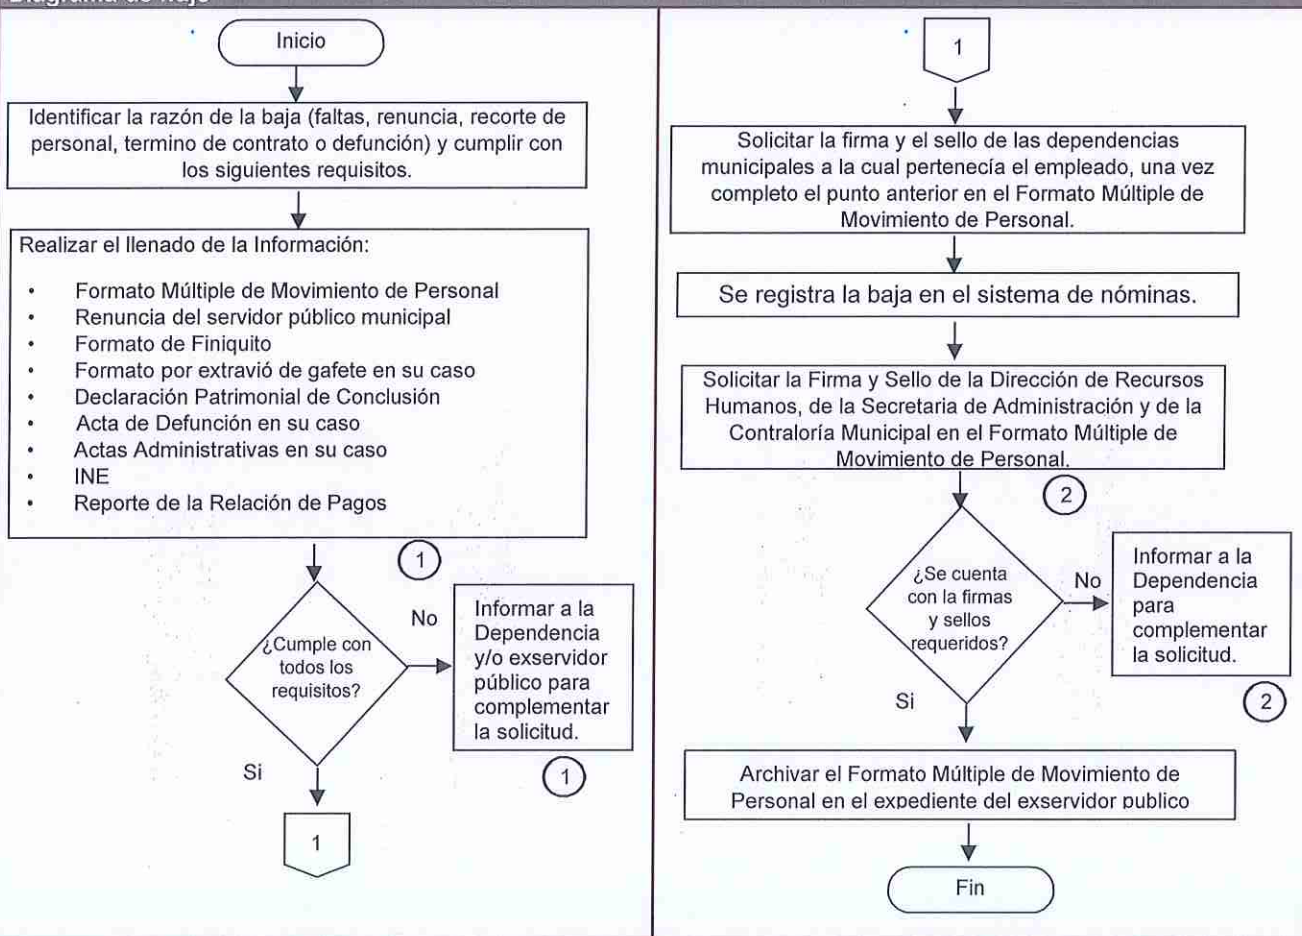 Inicio
Identificar la razón de la baja (faltas, renuncia, recorte de
personal, termino de contrato o defunción) y cumplir con
los siguientes requisitos.
Realizar el llenado de la Información:
• Formato Múltiple de Movimiento de Personal
• Renuncia del servidor público municipal
• Formato de Finiquito
• Formato por extravió de gafete en su caso
• Declaración Patrimonial de Conclusión
• Acta de Defunción en su caso
• Actas Administrativas en su caso
• INE
• Reporte de la Relación de Pagos
1
¿Cumple con
todos los
requisitos?
No
Informar a la
Dependencia
y/o exservidor
público para
complementar
la solicitud.
1
Si
1
1
Solicitar la firma y el sello de las dependencias
municipales a la cual pertenecía el empleado, una vez
completo el punto anterior en el Formato Múltiple de
Movimiento de Personal.
Se registra la baja en el sistema de nóminas.
Solicitar la Firma y Sello de la Dirección de Recursos
Humanos, de la Secretaria de Administración y de la
Contraloría Municipal en el Formato Múltiple de
Movimiento de Personal.
2
¿Se cuenta
con la firmas
y sellos
requeridos?
No
Informar a la
Dependencia
para
complementar
la solicitud.
2
Si
Archivar el Formato Múltiple de Movimiento de
Personal en el expediente del exservidor publico
Fin